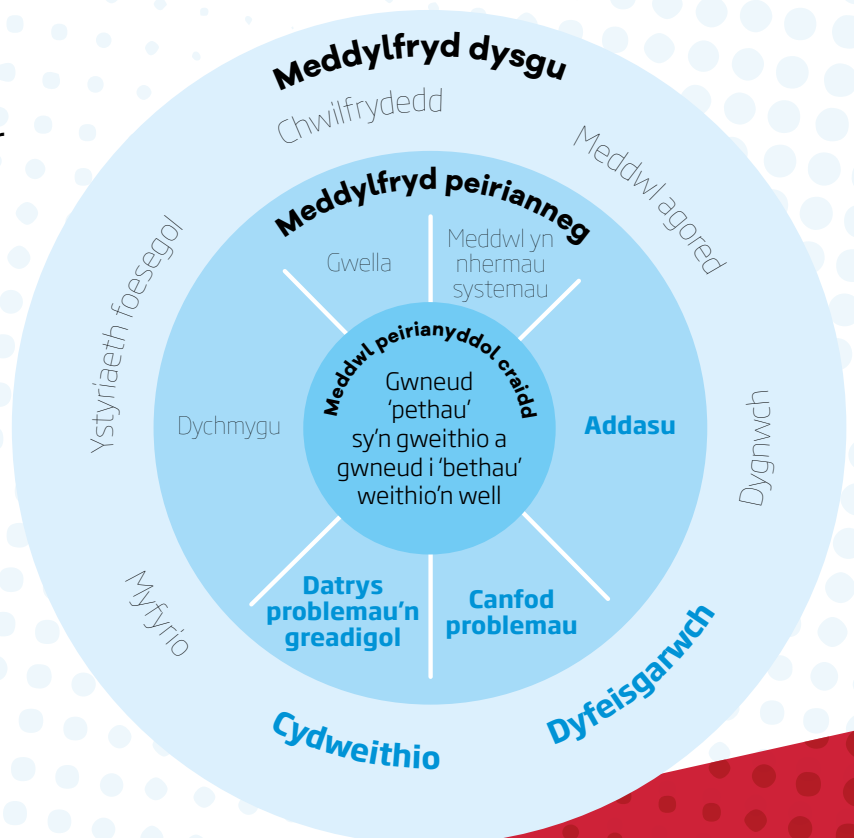 Meddylfryd dysgu
Chwilfrydedd
Meddwl agored
Dygnwch
Dyfeisgarwch
Cydweithio
Myfyrio
Ystyriaeth foesegol
Meddylfryd peirianneg
Gwella
Meddwl yn
nhermau
systemau
Addasu
Canfod
problemau
Datrys
problemau'n
greadigol
Dychmygu
Meddwl peirianyddol craidd
Gwneud
‘pethau’
sy'n gweithio a
gwneud i ‘bethau’
weithio'n well